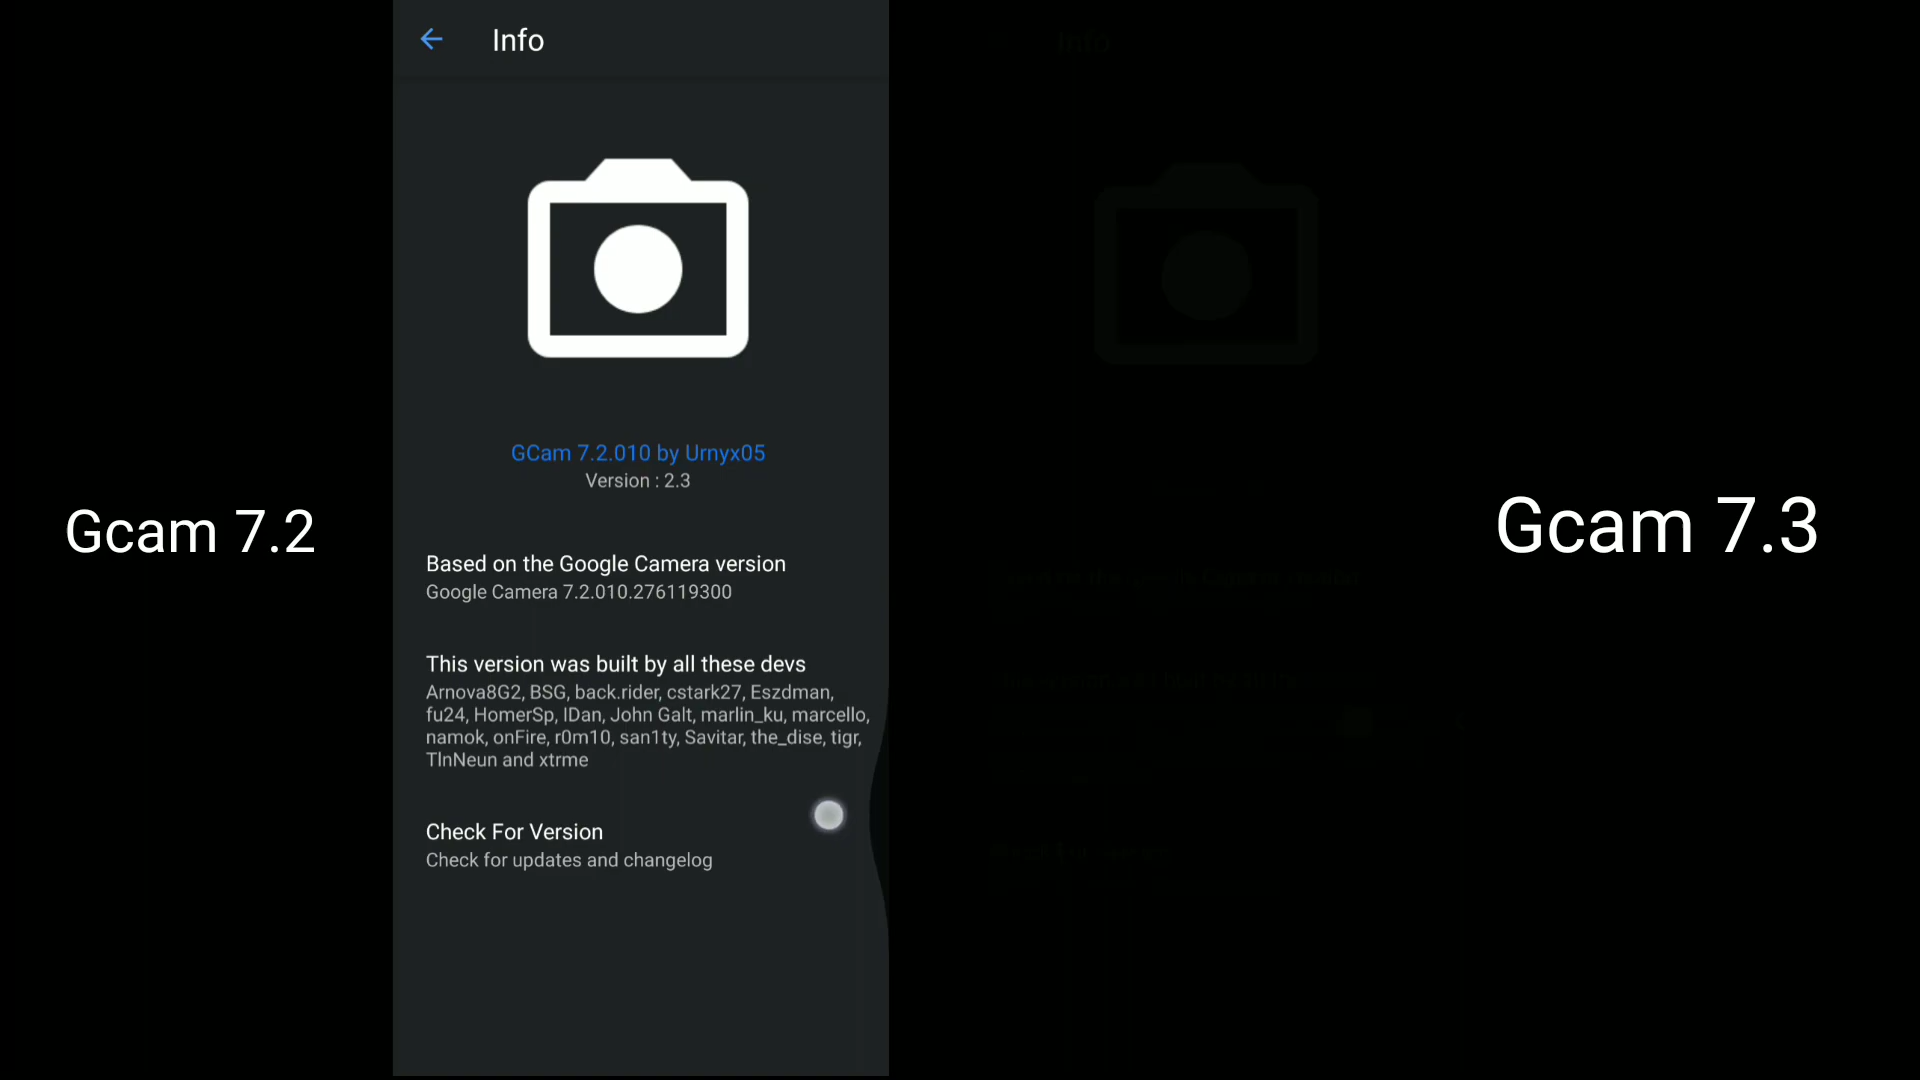 Info
GCam 7.2.010 by Urnyx05
Version : 2.3
Gcam 7.2
Based on the Google Camera version
Google Camera 7.2.010.276119300
This version was built by all these devs
Arnova8G2, BSG, back.rider, cstark27, Eszdman,
fu24, HomerSp, IDan, John Galt, marlin_ku, marcello,
namok, onFire, r0m10, san1ty, Savitar, the_dise, tigr,
TlnNeun and xtrme
Check For Version
Check for updates and changelog
Info
Gcam 7.3